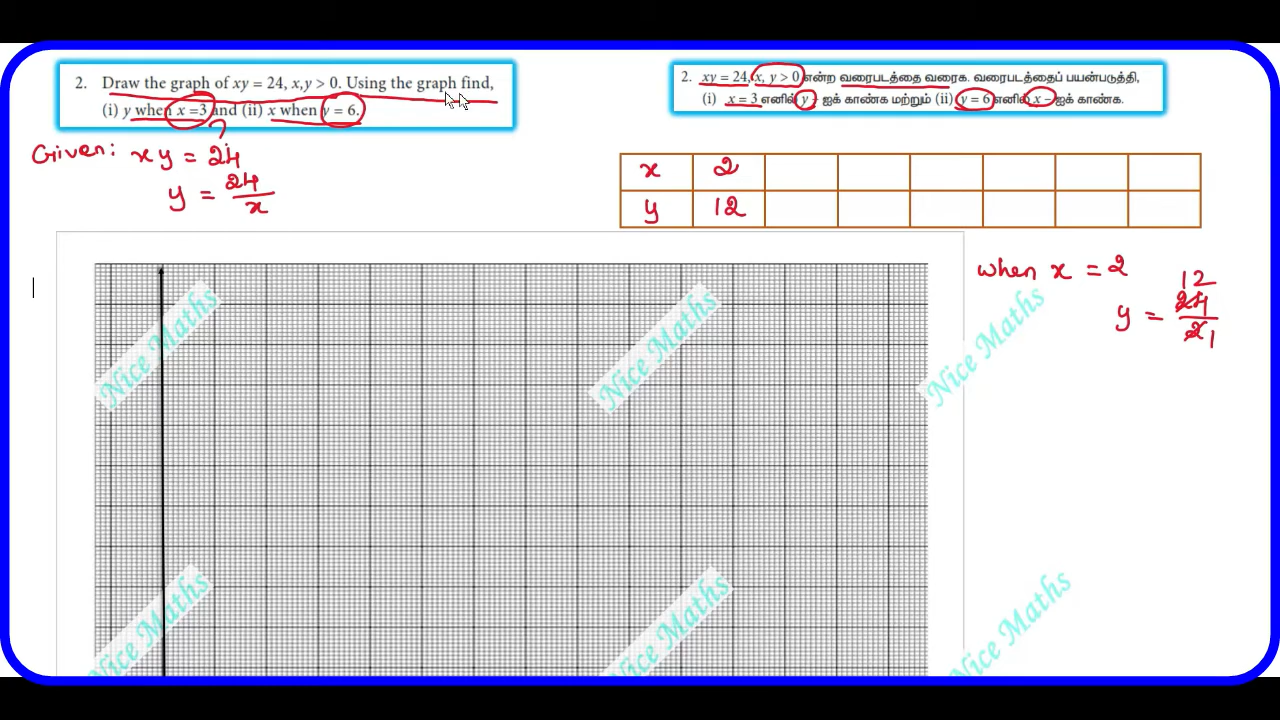 2. Draw the graph of xy = 24, x,y > 0. Using the graph find,
(i) y when x =3 and (ii) x when y = 6.
2. xy = 24, x, y > 0 என்ற வரைபடத்தை வரைக. வரைபடத்தைப் பயன்படுத்தி,
(i) x = 3 எனில் y – ஐக் காண்க மற்றும் (ii) y = 6 எனில் x – ஐக் காண்க.
Given: xy = 24
y = 24/x
x 2
y 12
when x = 2
y = 24/2
12
1
Nice Maths
Nice Maths
Nice Maths
Nice Maths
Nice Maths
Nice Maths